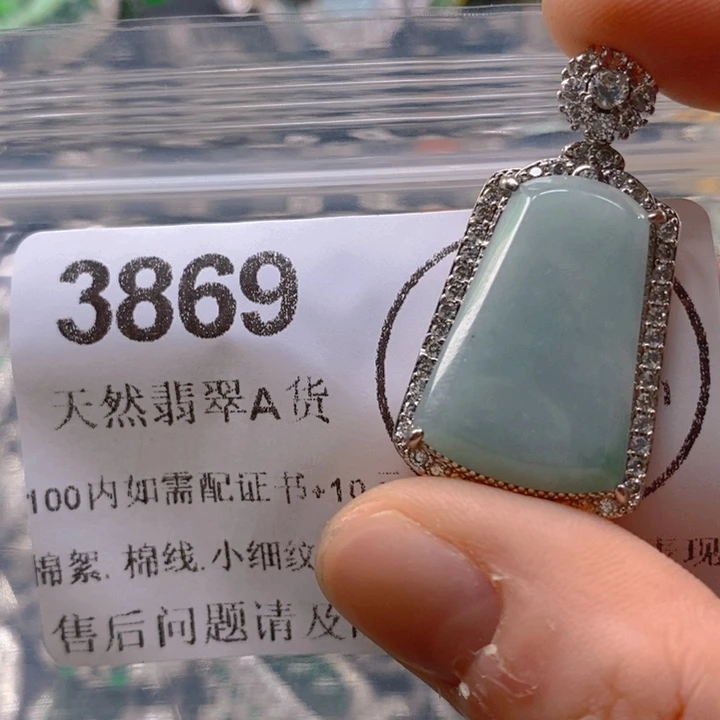 3869
天然翡翠A货
100内如需配证书+10
棉絮. 棉线.小细纹
售后问题请及